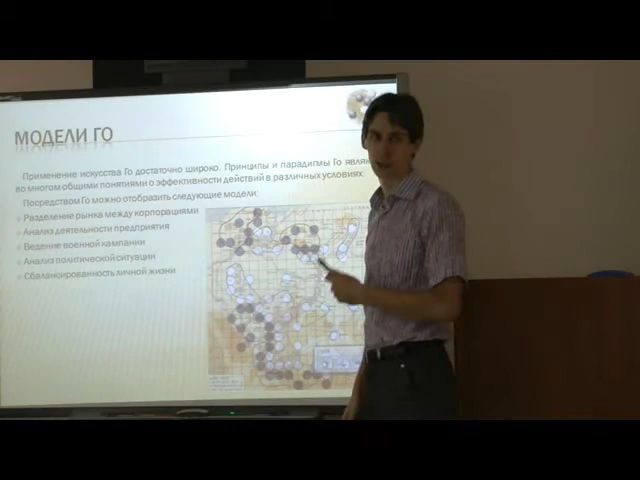 МОДЕЛИ ГО
Применение искусства Го достаточно широко. Принципы и парадигмы Го
во многом общими понятиями о эффективности действий в различных условиях.
Посредством Го можно отобразить следующие модели:
Разделение рынка между корпорациями
Анализ деятельности предприятия
Ведение военной кампании
Анализ политической ситуации
Сбалансированность личной жизни